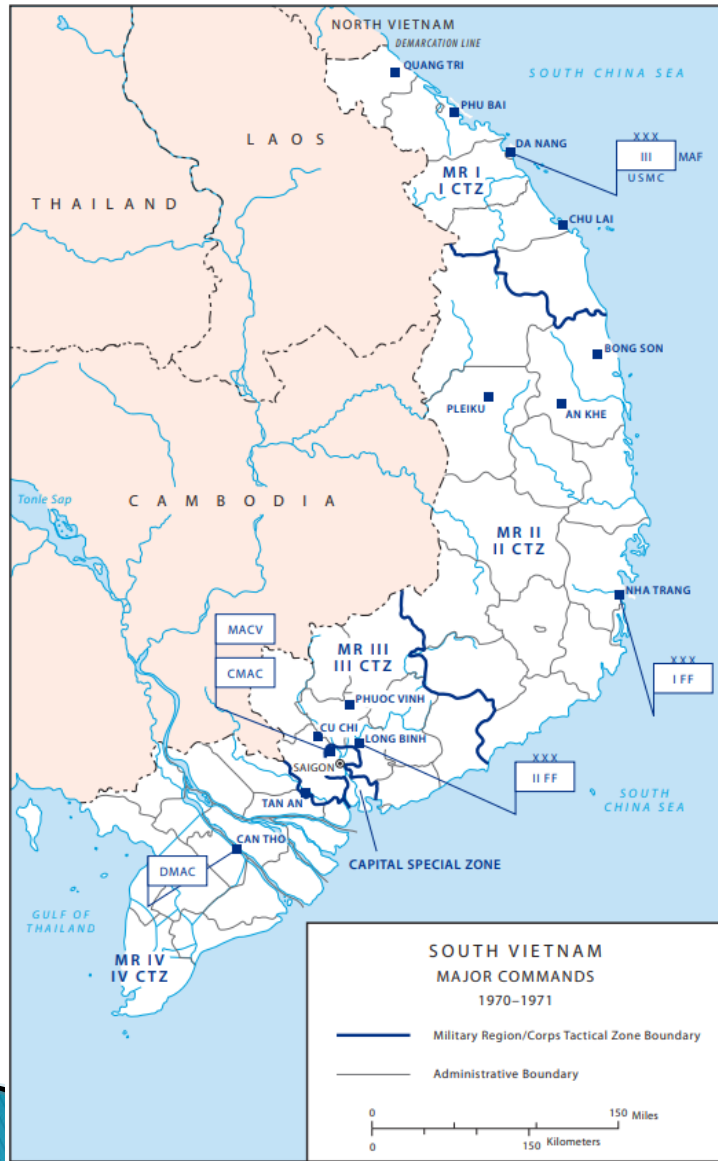 NORTH VIETNAM
DEMARCATION LINE
QUANG TRI
SOUTH CHINA SEA
PHU BAI
LAOS
DA NANG
XXX
III
MAF
USMC
MR I
I CTZ
THAILAND
CHU LAI
BONG SON
PLEIKU
AN KHE
Tonle Sap
CAMBODIA
MR II
II CTZ
NHA TRANG
MACV
CMAC
MR III
III CTZ
XXX
I FF
PHUOC VINH
CU CHI
LONG BINH
SAIGON
XXX
II FF
SOUTH
CHINA SEA
TAN AN
CAN THO
CAPITAL SPECIAL ZONE
DMAC
GULF OF
THAILAND
MR IV
IV CTZ
SOUTH VIETNAM
MAJOR COMMANDS
1970–1971
Military Region/Corps Tactical Zone Boundary
Administrative Boundary
0 150 Miles
0 150 Kilometers